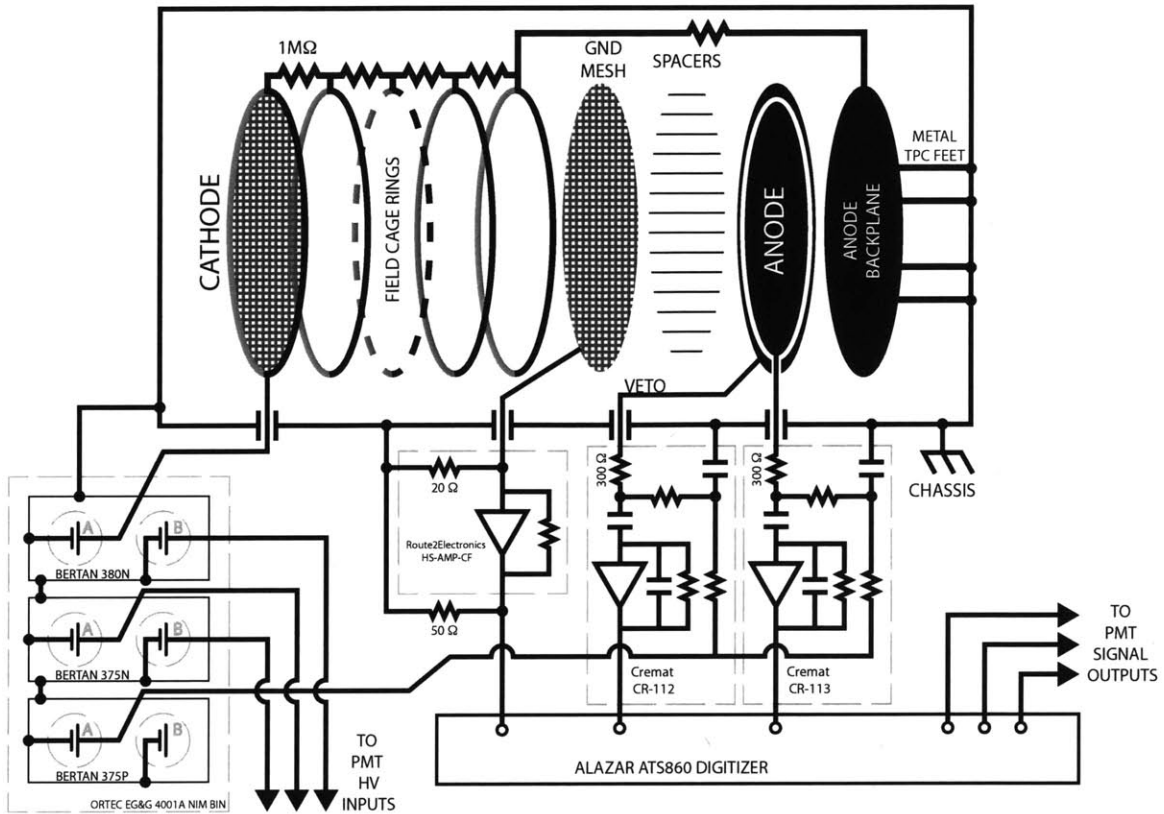 1MΩ
GND
MESH
SPACERS
METAL
TPC FEET
CATHODE
FIELD CAGE RINGS
ANODE
ANODE
BACKPLANE
VETO
CHASSIS
20 Ω
300 Ω
300 Ω
Route2Electronics
HS-AMP-CF
50 Ω
A
B
BERTAN 380N
A
B
BERTAN 375N
A
B
BERTAN 375P
ORTEC EG&G 4001A NIM BIN
TO
PMT
HV
INPUTS
Cremat
CR-112
Cremat
CR-113
TO
PMT
SIGNAL
OUTPUTS
ALAZAR ATS860 DIGITIZER